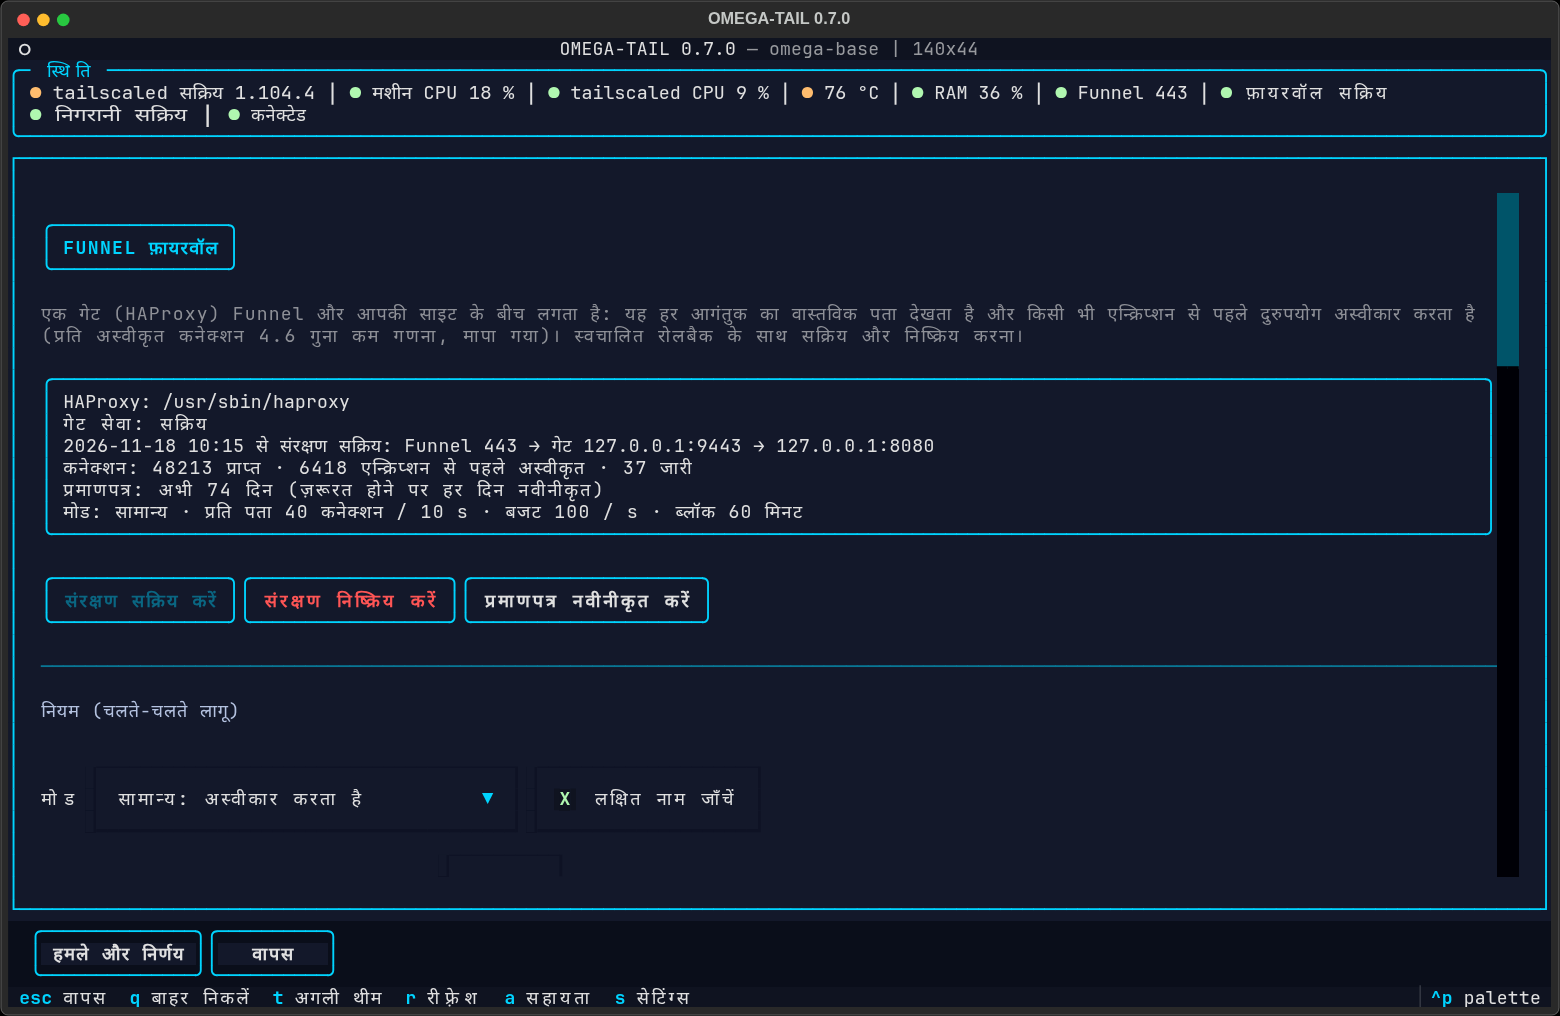 OMEGA-TAIL 0.7.0
O OMEGA-TAIL 0.7.0 — omega-base | 140x44
स्थिति
● tailscaled सक्रिय 1.104.4 │ ● मशीन CPU 18 % │ ● tailscaled CPU 9 % │ ● 76 °C │ ● RAM 36 % │ ● Funnel 443 │ ● फ़ायरवॉल सक्रिय
● निगरानी सक्रिय │ ● कनेक्टेड
FUNNEL फ़ायरवॉल
एक गेट (HAProxy) Funnel और आपकी साइट के बीच लगता है: यह हर आगंतुक का वास्तविक पता देखता है और किसी भी एन्क्रिप्शन से पहले दुरुपयोग अस्वीकार करता है
(प्रति अस्वीकृत कनेक्शन 4.6 गुना कम गणना, मापा गया)। स्वचालित रोलबैक के साथ सक्रिय और निष्क्रिय करना।
HAProxy: /usr/sbin/haproxy
गेट सेवा: सक्रिय
2026-11-18 10:15 से संरक्षण सक्रिय: Funnel 443 → गेट 127.0.0.1:9443 → 127.0.0.1:8080
कनेक्शन: 48213 प्राप्त · 6418 एन्क्रिप्शन से पहले अस्वीकृत · 37 जारी
प्रमाणपत्र: अभी 74 दिन (ज़रूरत होने पर हर दिन नवीनीकृत)
मोड: सामान्य · प्रति पता 40 कनेक्शन / 10 s · बजट 100 / s · ब्लॉक 60 मिनट
संरक्षण सक्रिय करें संरक्षण निष्क्रिय करें प्रमाणपत्र नवीनीकृत करें
नियम (चलते-चलते लागू)
मोड सामान्य: अस्वीकार करता है ▼ X लक्षित नाम जाँचें
हमले और निर्णय वापस
esc वापस q बाहर निकलें t अगली थीम r रीफ़्रेश a सहायता s सेटिंग्स ^p palette